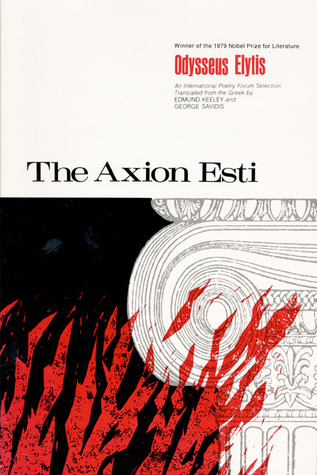 Winner of the 1979 Nobel Prize for Literature
Odysseus Elytis
An International Poetry Forum Selection
Translated from the Greek by
EDMUND KEELEY and
GEORGE SAVIDIS
The Axion Esti